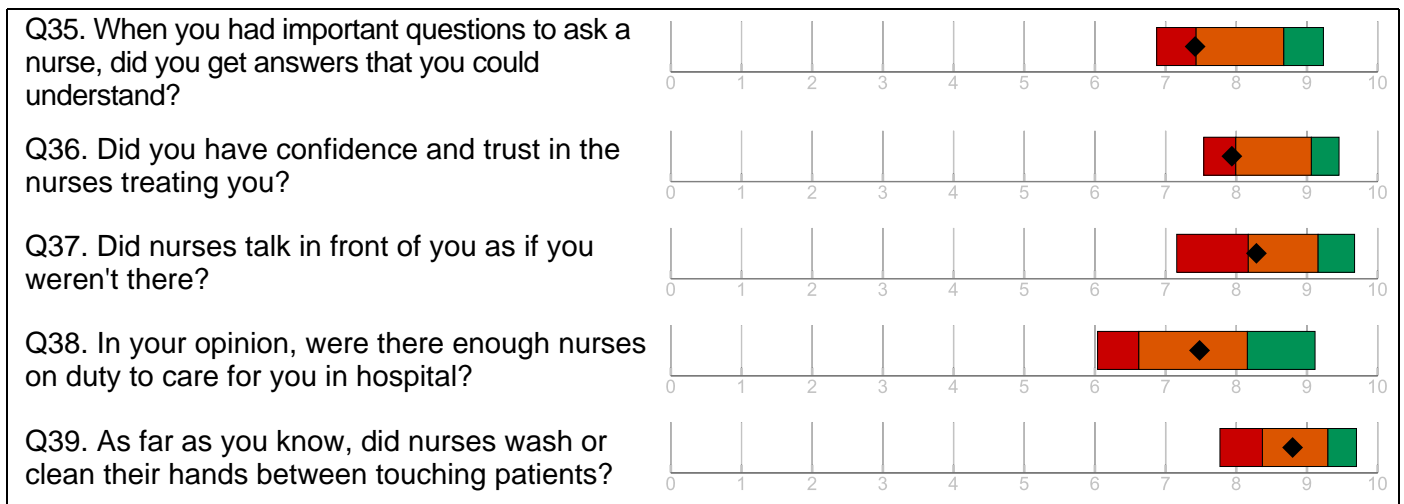 Q35. When you had important questions to ask a
nurse, did you get answers that you could
understand?
0 1 2 3 4 5 6 7 8 9 10
Q36. Did you have confidence and trust in the
nurses treating you?
0 1 2 3 4 5 6 7 8 9 10
Q37. Did nurses talk in front of you as if you
weren't there?
0 1 2 3 4 5 6 7 8 9 10
Q38. In your opinion, were there enough nurses
on duty to care for you in hospital?
0 1 2 3 4 5 6 7 8 9 10
Q39. As far as you know, did nurses wash or
clean their hands between touching patients?
0 1 2 3 4 5 6 7 8 9 10